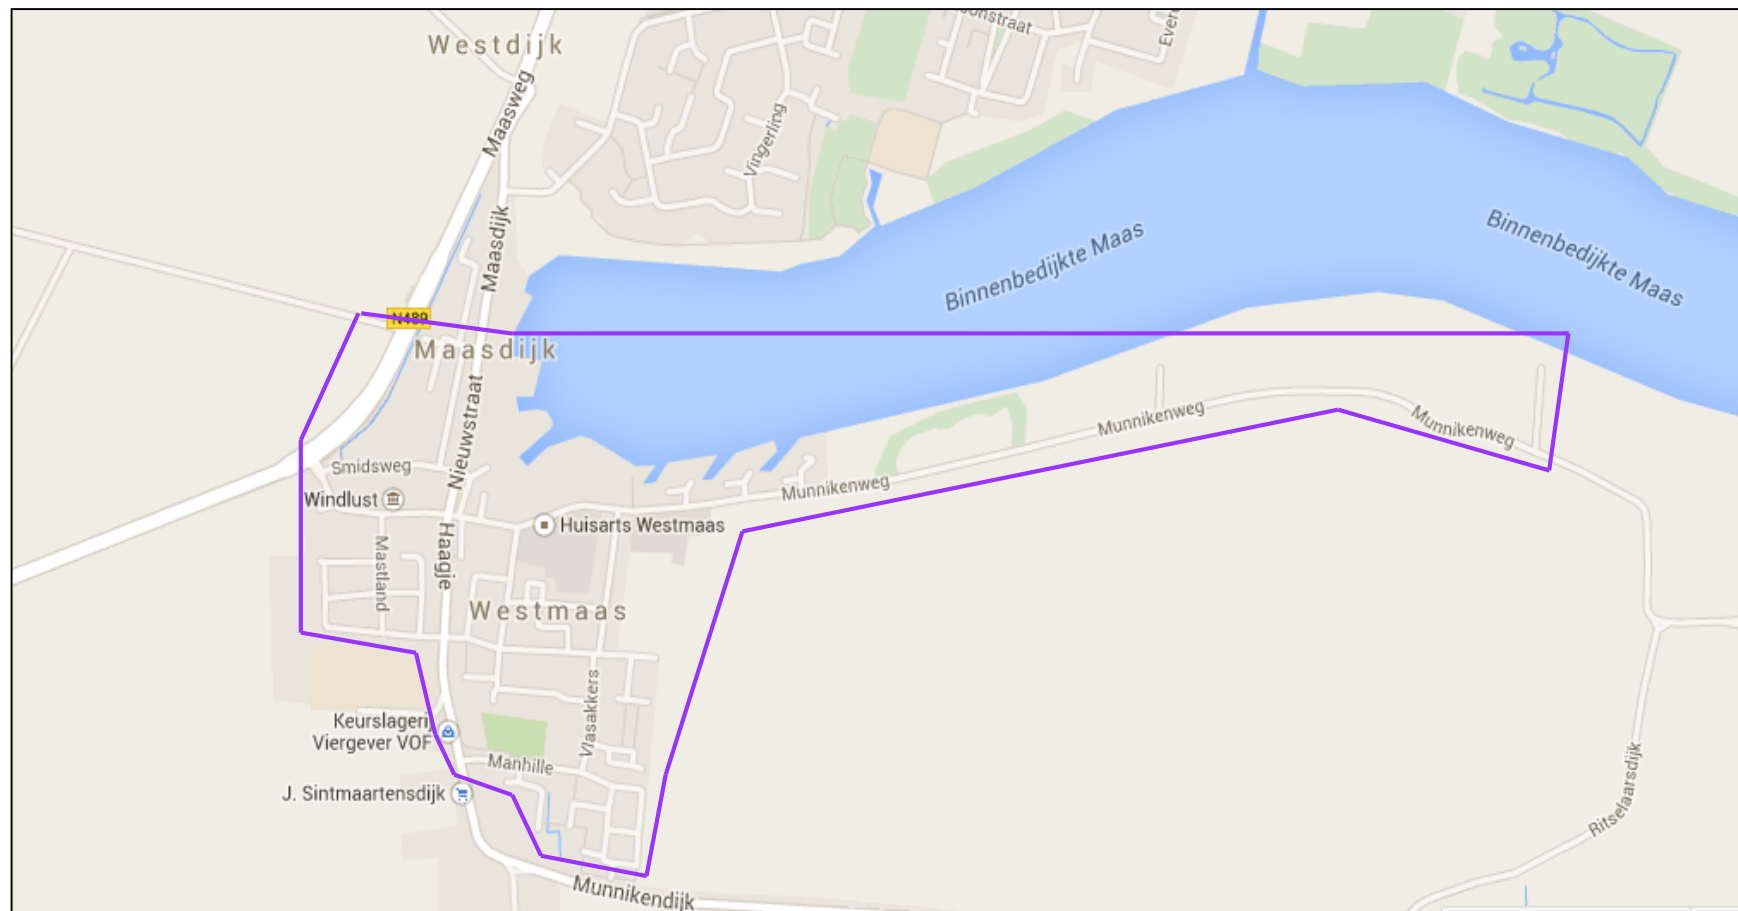 Westdijk
Maasweg
Maasdijk
Vingerling
Binnenbedijkte Maas
Binnenbedijkte Maas
N489
Maasdijk
Nieuwstraat
Smidsweg
Windlust
Haagje
Mastland
Huisarts Westmaas
Munnikenweg
Munnikenweg
Munnikenweg
Westmaas
Vlasakkers
Keurslagerij
Viergever VOF
Manhille
J. Sintmaartensdijk
Munnikendijk
Ritselaarsdijk